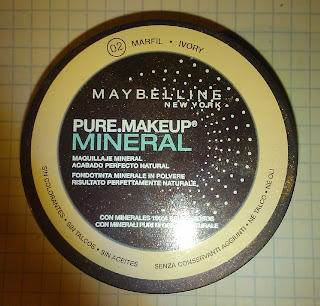 02 MARFIL • IVORY
MAYBELLINE
NEW YORK
PURE.MAKEUP®
MINERAL
MAQUILLAJE MINERAL
ACABADO PERFECTO NATURAL
FONDOTINTA MINERALE IN POLVERE
RISULTATO PERFETTAMENTE NATURALE.
CON MINERALES 100%
CON MINERALI PURI
SIN COLORANTES • SIN TALCOS • SIN ACEITES
SENZA CONSERVANTI AGGIUNTI • NE TALCO • NE OLI